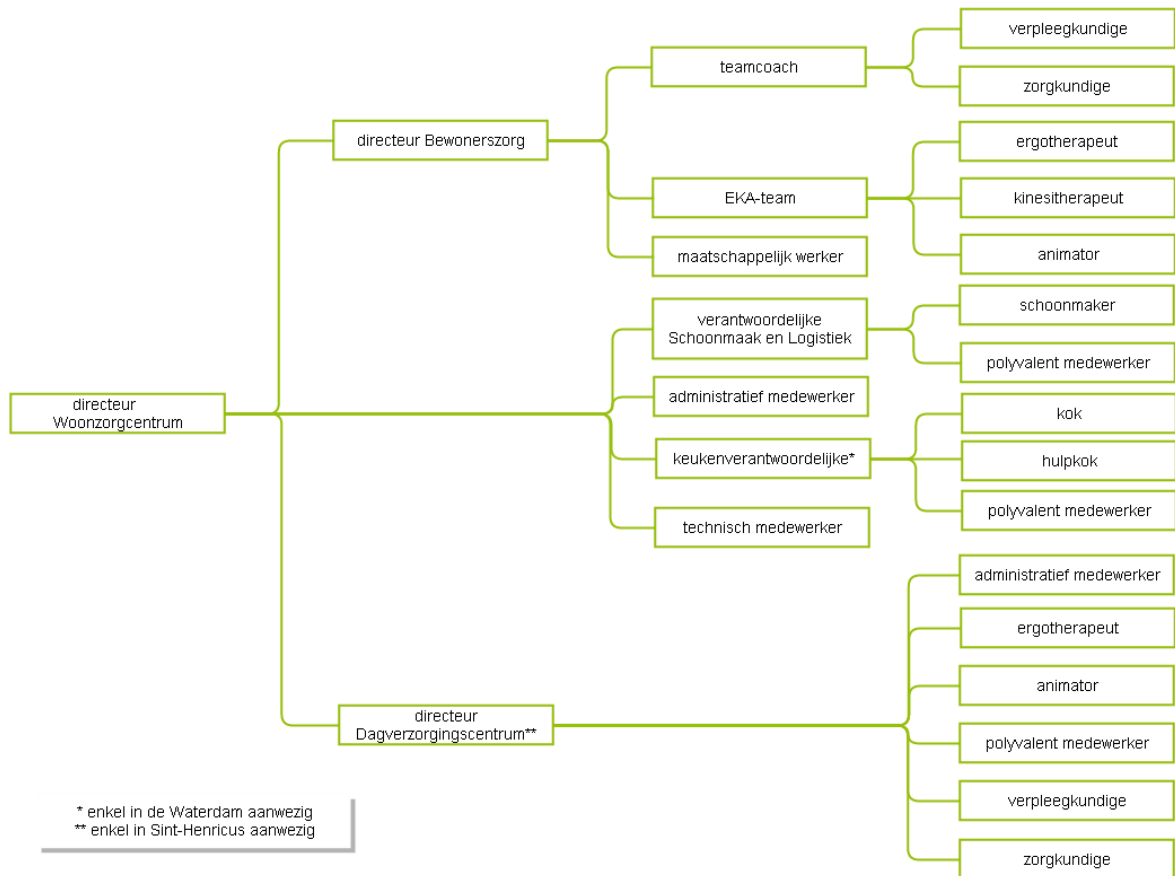 verpleegkundige
teamcoach
zorgkundige
directeur Bewonerszorg
ergotherapeut
EKA-team
kinesitherapeut
maatschappelijk werker
animator
verantwoordelijke
Schoonmaak en Logistiek
schoonmaker
polyvalent medewerker
directeur
Woonzorgcentrum
administratief medewerker
kok
keukenverantwoordelijke*
hulpkok
polyvalent medewerker
technisch medewerker
administratief medewerker
ergotherapeut
animator
directeur
Dagverzorgingscentrum**
polyvalent medewerker
verpleegkundige
zorgkundige
* enkel in de Waterdam aanwezig
** enkel in Sint-Henricus aanwezig